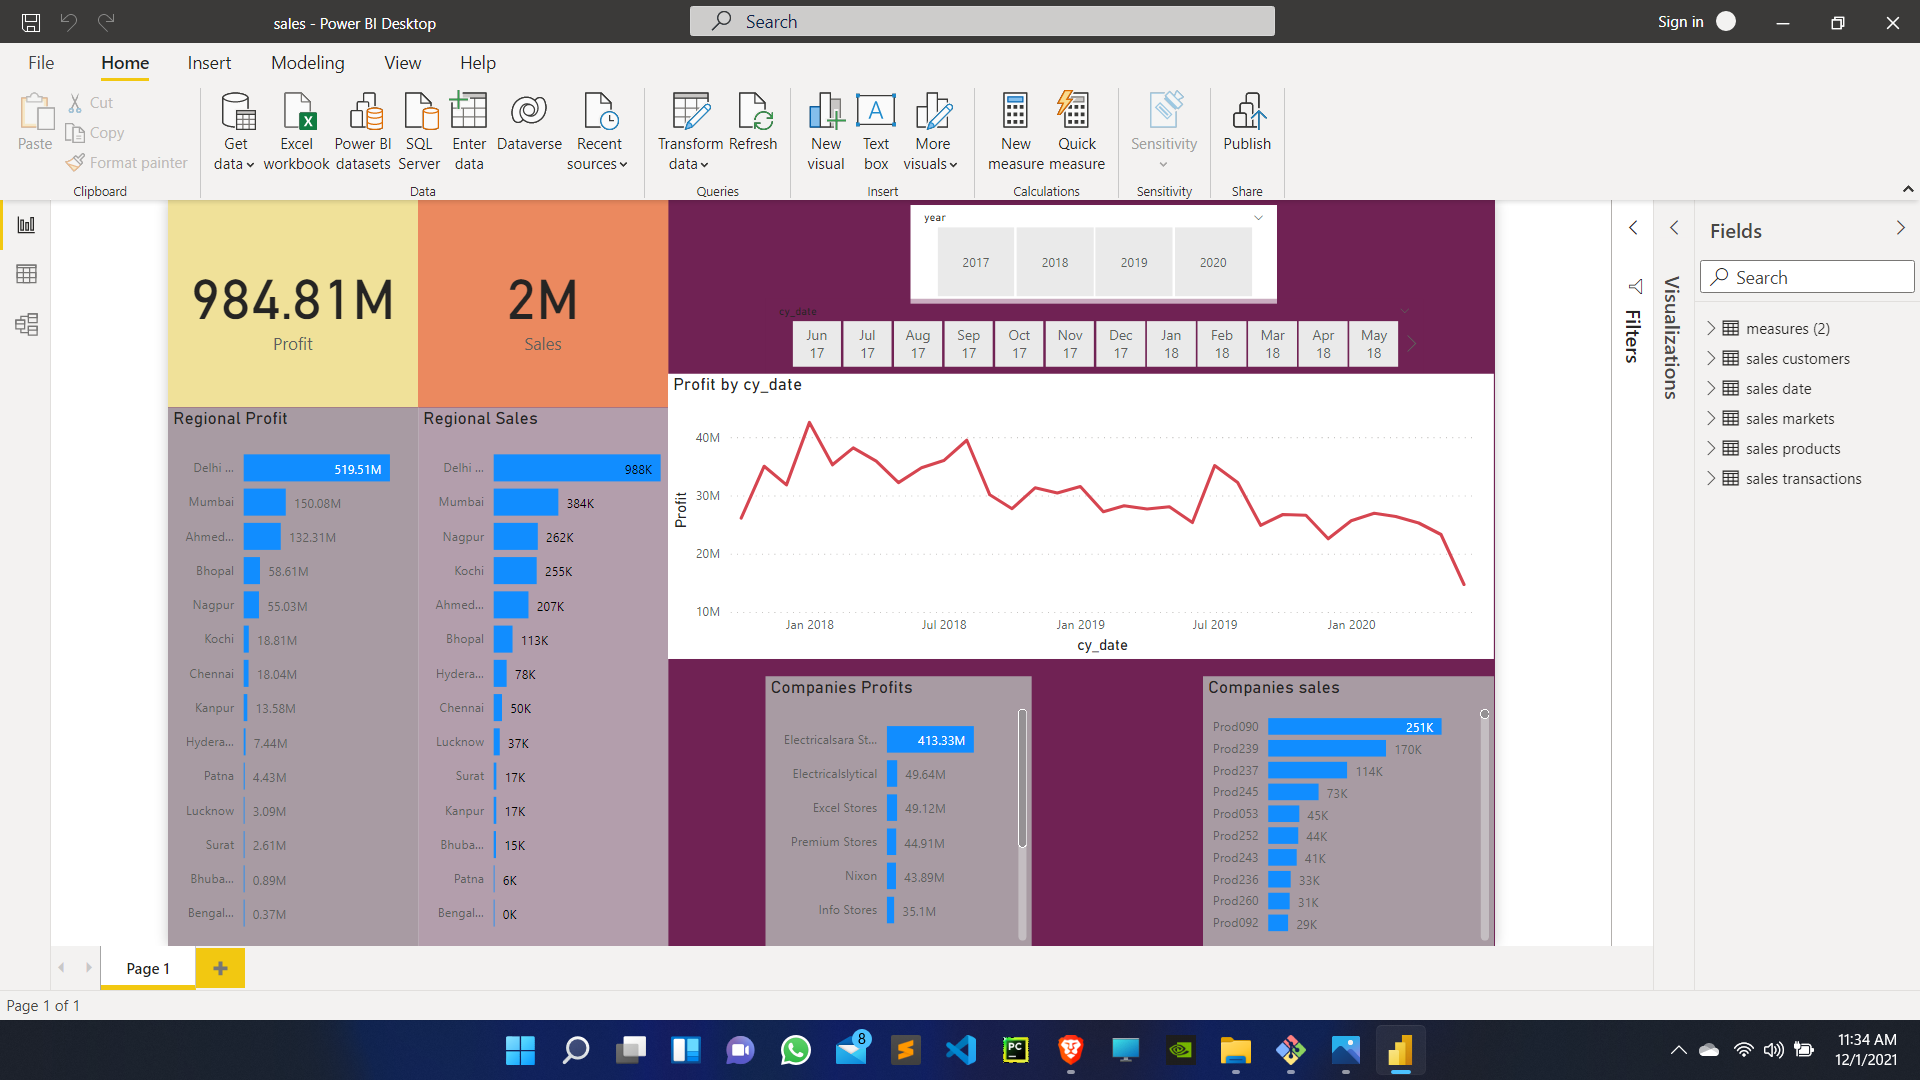 sales - Power BI Desktop
Search
Sign in
File
Home
Insert
Modeling
View
Help
Paste
Cut
Copy
Format painter
Clipboard
Get data
Excel workbook
Power BI datasets
SQL Server
Enter data
Dataverse
Recent sources
Data
Transform data
Refresh
Queries
New visual
Text box
A
More visuals
Insert
New measure
Quick measure
Calculations
Sensitivity
Sensitivity
Publish
Share
984.81M
Profit
2M
Sales
year
2017
2018
2019
2020
cy_date
Jun 17
Jul 17
Aug 17
Sep 17
Oct 17
Nov 17
Dec 17
Jan 18
Feb 18
Mar 18
Apr 18
May 18
Regional Profit
Delhi ... 519.51M
Mumbai 150.08M
Ahmed... 132.31M
Bhopal 58.61M
Nagpur 55.03M
Kochi 18.81M
Chennai 18.04M
Kanpur 13.58M
Hydera... 7.44M
Patna 4.43M
Lucknow 3.09M
Surat 2.61M
Bhuba... 0.89M
Bengal... 0.37M
Regional Sales
Delhi ... 988K
Mumbai 384K
Nagpur 262K
Kochi 255K
Ahmed... 207K
Bhopal 113K
Hydera... 78K
Chennai 50K
Lucknow 37K
Surat 17K
Kanpur 17K
Bhuba... 15K
Patna 6K
Bengal... 0K
Profit by cy_date
Profit
40M
30M
20M
10M
Jan 2018
Jul 2018
Jan 2019
Jul 2019
Jan 2020
cy_date
Companies Profits
Electricalsara St... 413.33M
Electricalslytical 49.64M
Excel Stores 49.12M
Premium Stores 44.91M
Nixon 43.89M
Info Stores 35.1M
Companies sales
Prod090 251K
Prod239 170K
Prod237 114K
Prod245 73K
Prod053 45K
Prod252 44K
Prod243 41K
Prod236 33K
Prod260 31K
Prod092 29K
Filters
Visualizations
Fields
Search
measures (2)
sales customers
sales date
sales markets
sales products
sales transactions
Page 1
Page 1 of 1
8
PC
11:34 AM
12/1/2021